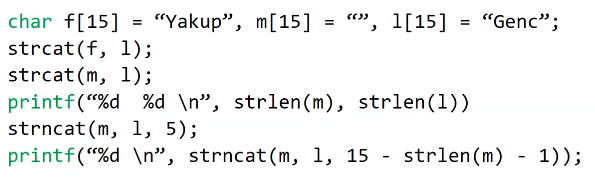 char f[15] = “Yakup”, m[15] = “”, l[15] = “Genc”;
strcat(f, l);
strcat(m, l);
printf(“%d  %d \n”, strlen(m), strlen(l))
strncat(m, l, 5);
printf(“%d \n”, strncat(m, l, 15 - strlen(m) - 1));